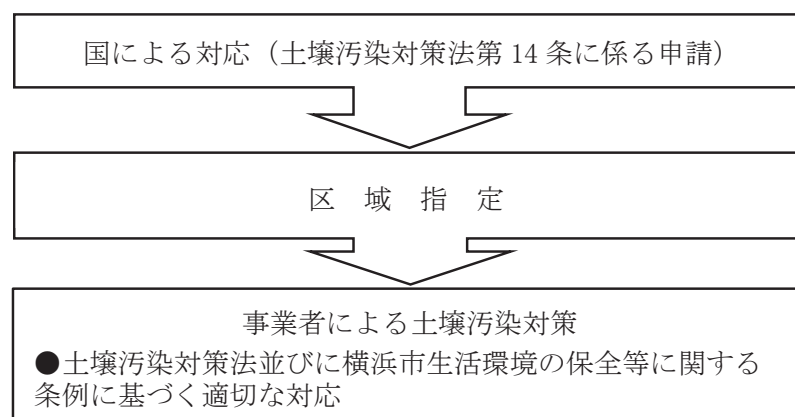 国による対応（土壌汚染対策法第 14 条に係る申請）
区　域　指　定
事業者による土壌汚染対策
●土壌汚染対策法並びに横浜市生活環境の保全等に関する
条例に基づく適切な対応